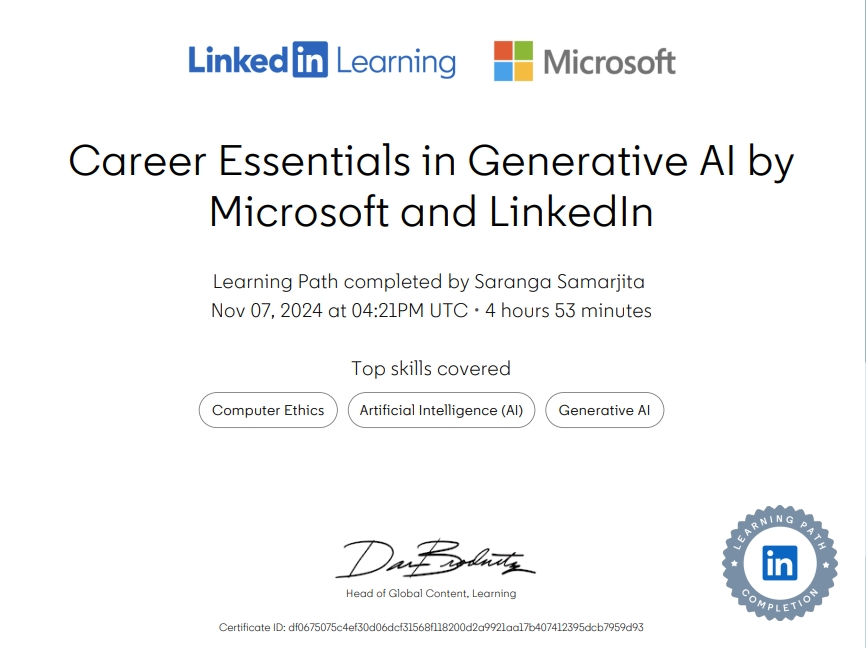 LinkedIn Learning Microsoft
Career Essentials in Generative AI by
Microsoft and LinkedIn
Learning Path completed by Saranga Samarjita
Nov 07, 2024 at 04:21PM UTC • 4 hours 53 minutes
Top skills covered
Computer Ethics Artificial Intelligence (AI) Generative AI
Head of Global Content, Learning
LEARNING PATH
in
COMPLETION
Certificate ID: df0675075c4ef30d06dcf31568f118200d2a9921aa17b407412395dcb7959d93